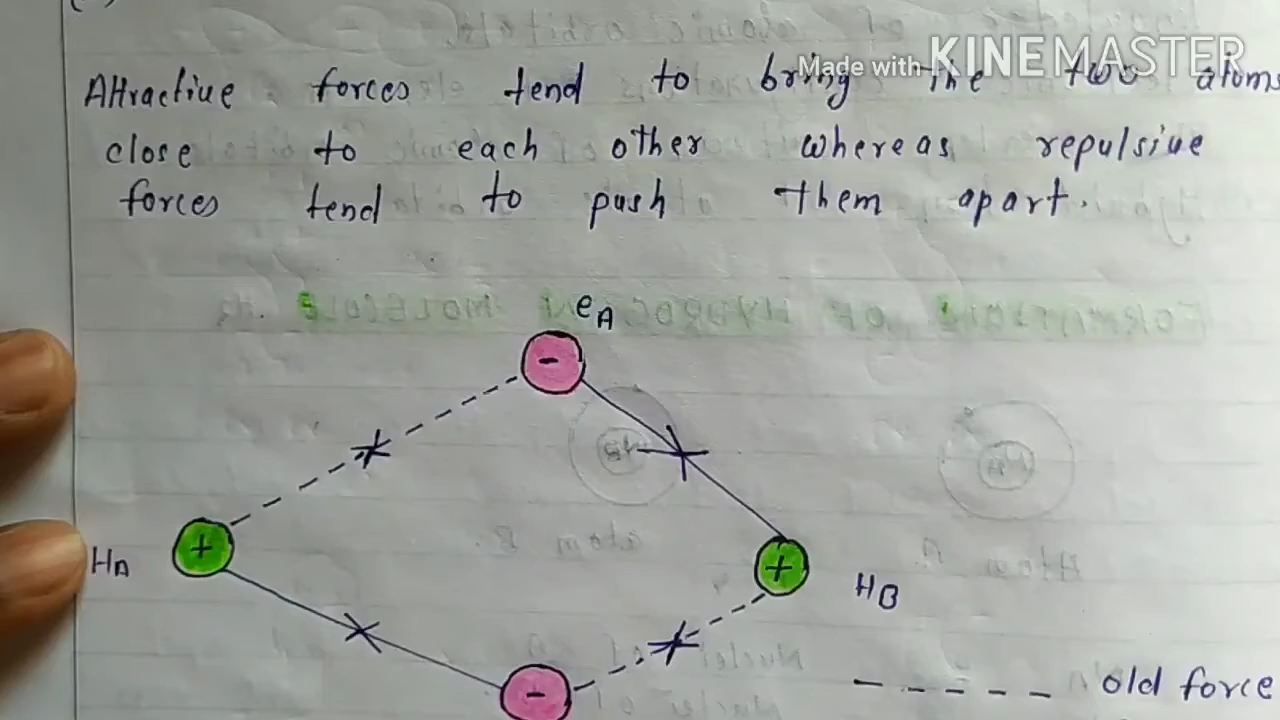 Made with KINEMASTER
Attractive forces tend to bring the two atoms
close to each other whereas repulsive
forces tend to push them apart.
eA
-
+
HA
+
HB
-
old force